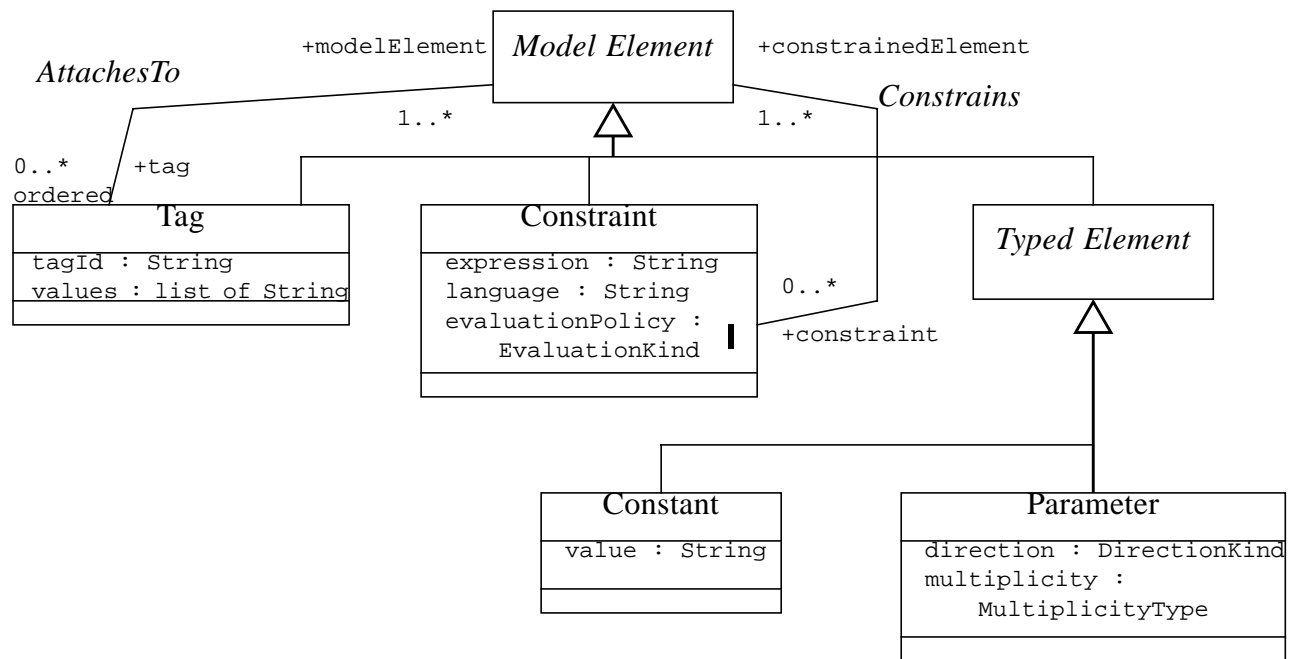 +modelElement
Model Element
+constrainedElement
AttachesTo
Constrains
1..*
1..*
0..*
+tag
ordered
Tag
tagId : String
values : list of String
Constraint
expression : String
language : String
evaluationPolicy :
EvaluationKind
0..*
+constraint
Typed Element
Constant
value : String
Parameter
direction : DirectionKind
multiplicity :
MultiplicityType